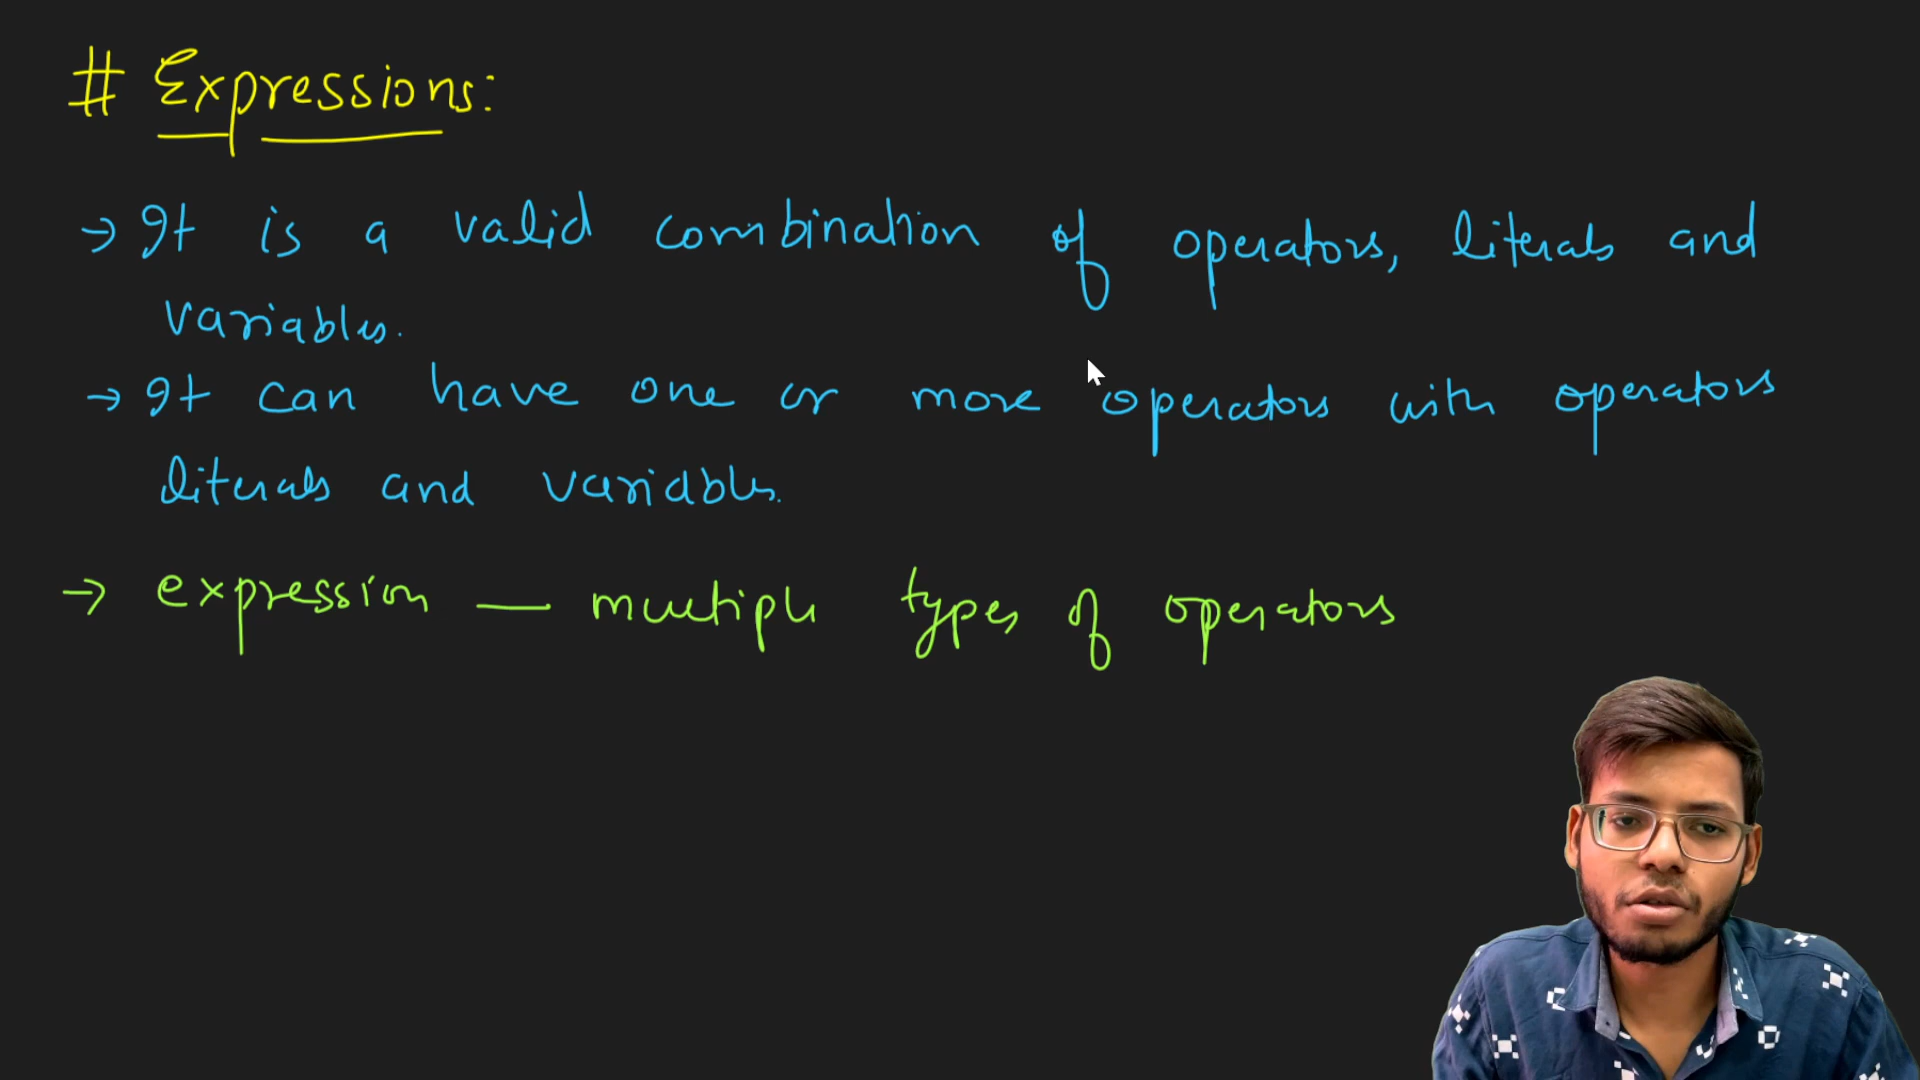 # Expressions:
→ It is a valid combination of operators, literals and
variables.
→ It can have one or more operators with operators
literals and variables.
→ expression — multiple types of operators